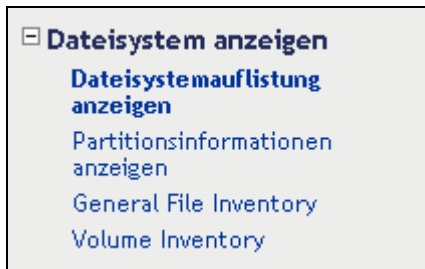 Dateisystem anzeigen
Dateisystemauflistung
anzeigen
Partitionsinformationen
anzeigen
General File Inventory
Volume Inventory